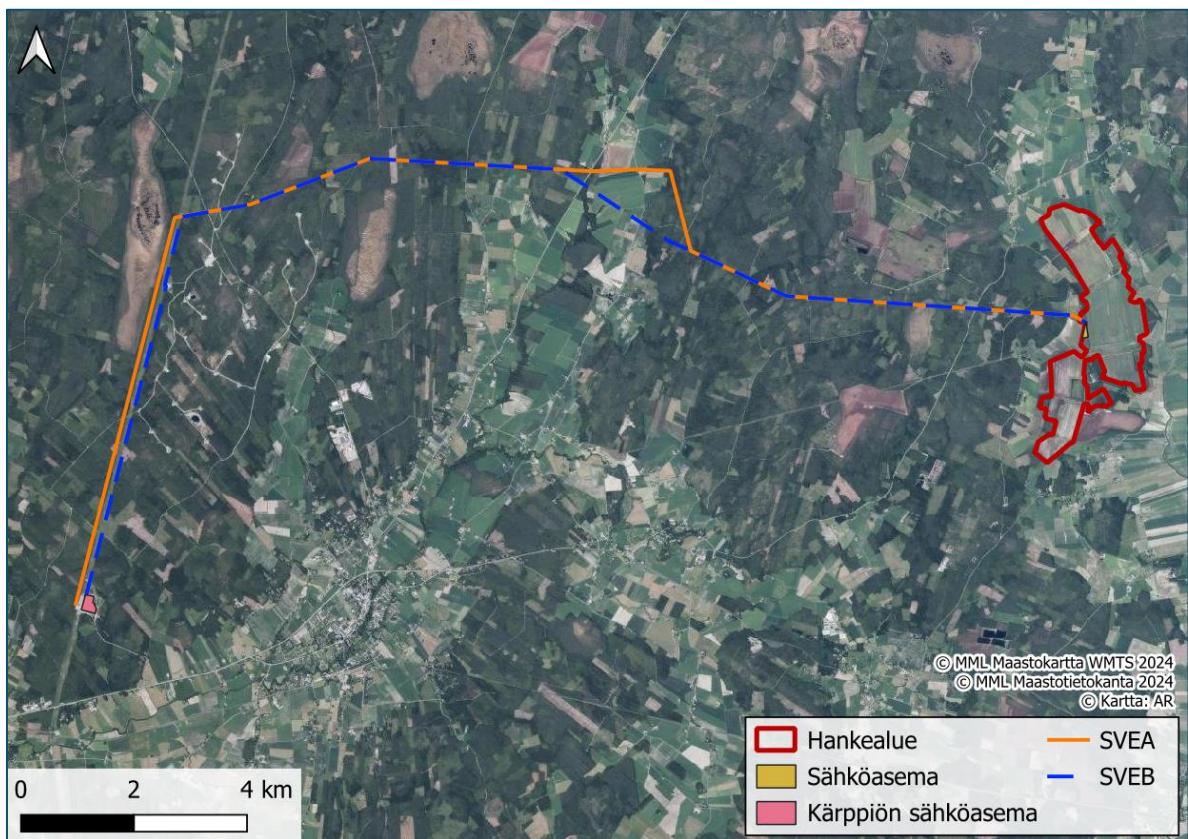 © MML Maastokartta WMTS 2024
© MML Maastotietokanta 2024
© Kartta: AR
Hankealue
SVEA
Sähköasema
SVEB
Kärppiön sähköasema
0 2 4 km